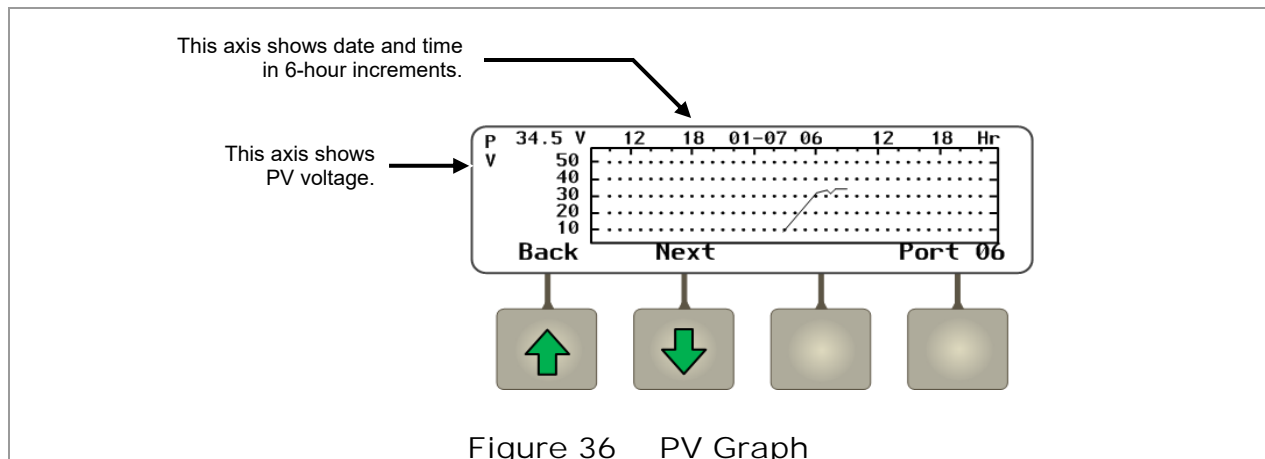 This axis shows date and time
in 6-hour increments.
This axis shows
PV voltage.
P 34.5 V 12 18 01-07 06 12 18 Hr
V
50
40
30
20
10
Back Next Port 06
Figure 36 PV Graph